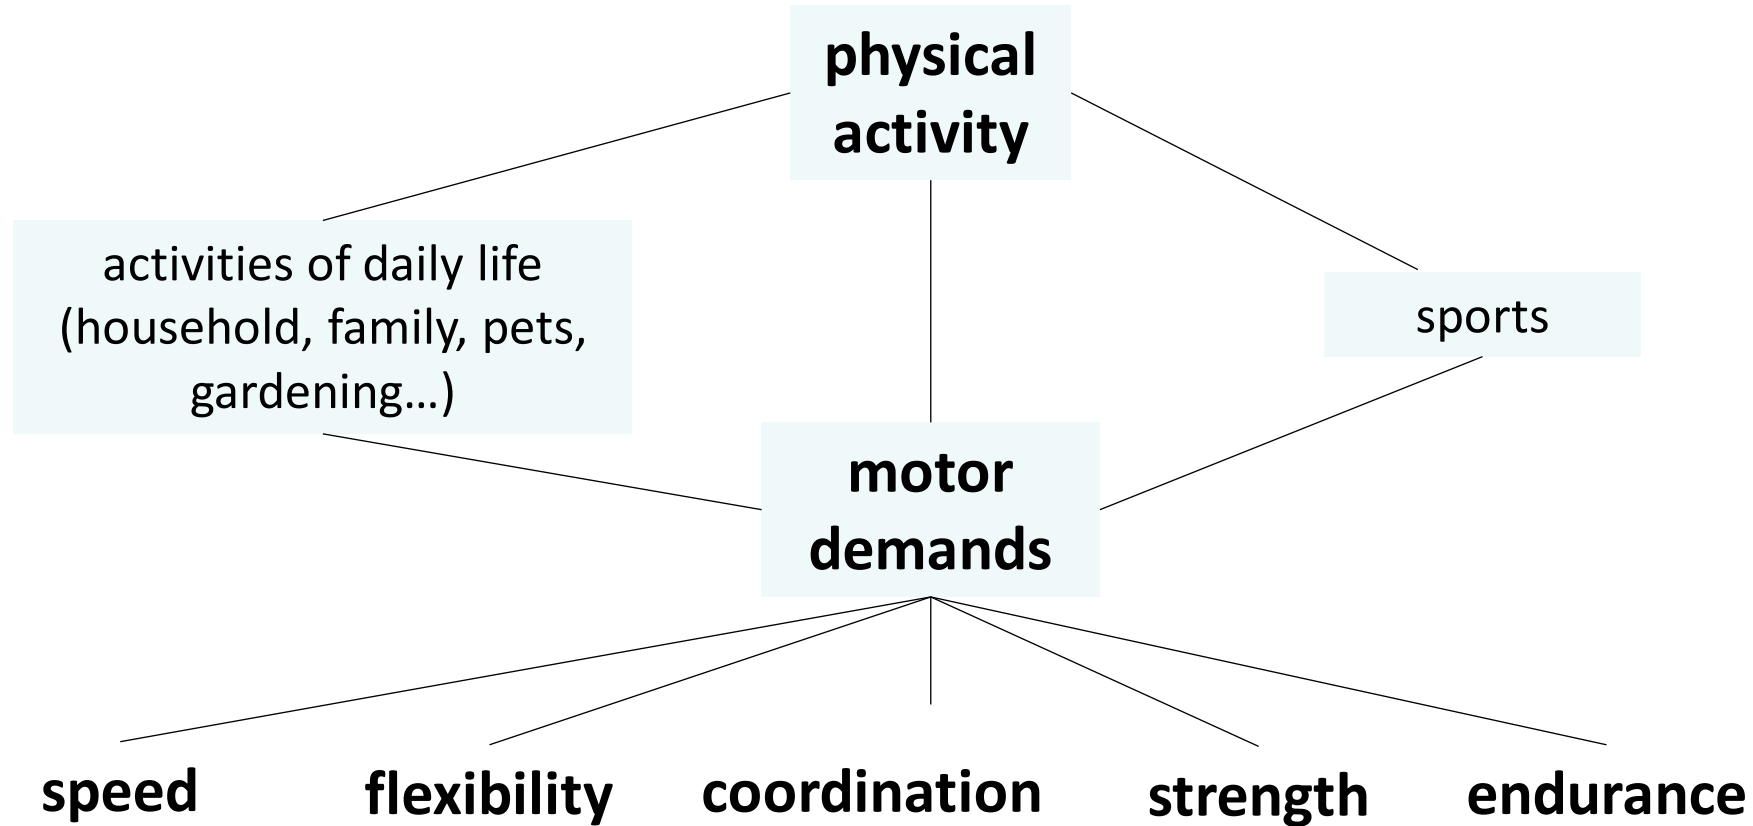 physical
activity
activities of daily life
(household, family, pets,
gardening…)
sports
motor
demands
speed
flexibility
coordination
strength
endurance